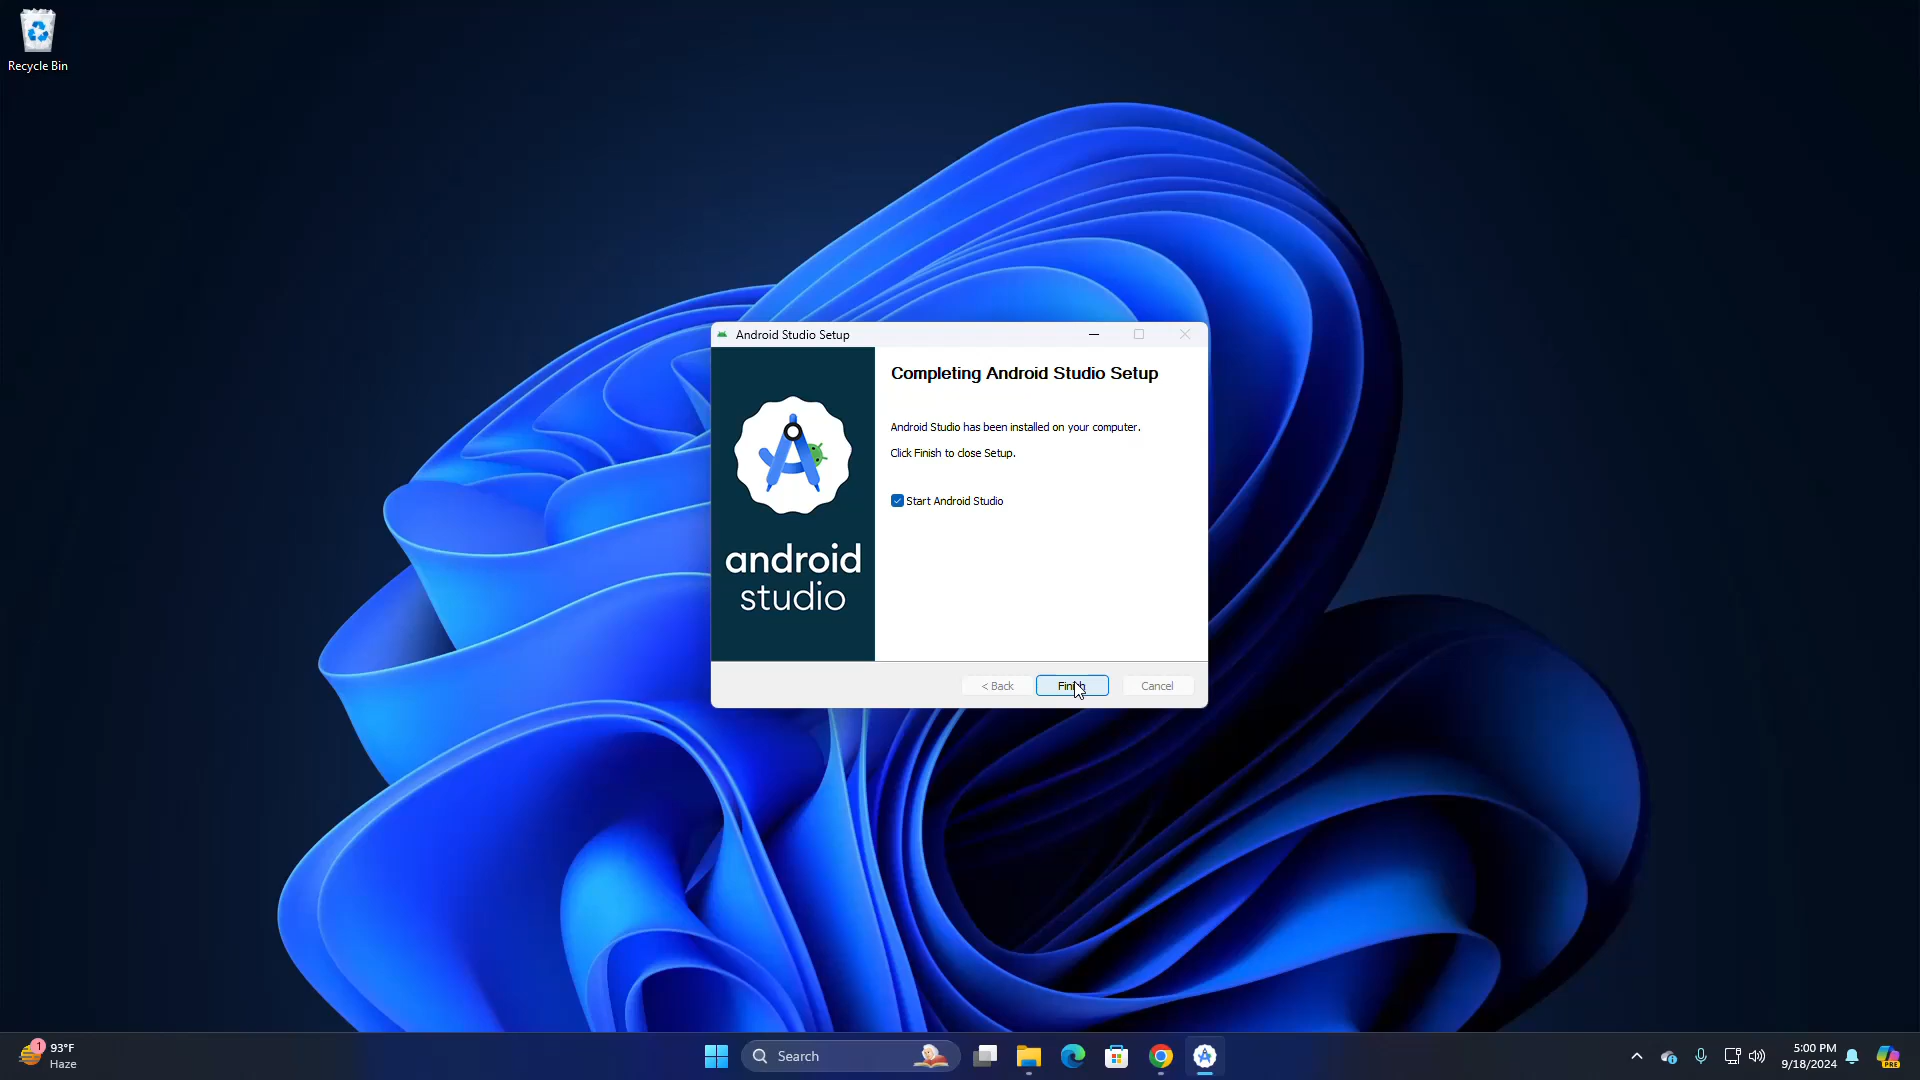 Recycle Bin
Android Studio Setup
Completing Android Studio Setup
Android Studio has been installed on your computer.
Click Finish to close Setup.
Start Android Studio
android
studio
< Back
Finish
Cancel
1
93°F
Haze
Search
PRE
5:00 PM
9/18/2024